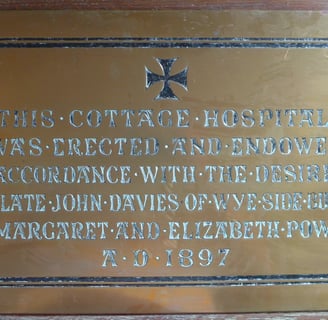 THIS·COTTAGE·HOSPITAL
WAS·ERECTED·AND·ENDOWE
ACCORDANCE·WITH·THE·DESIRE
LATE·JOHN·DAVIES·OF·WYE·SIDE·
MARGARET·AND·ELIZABETH·POW
A·D·1897